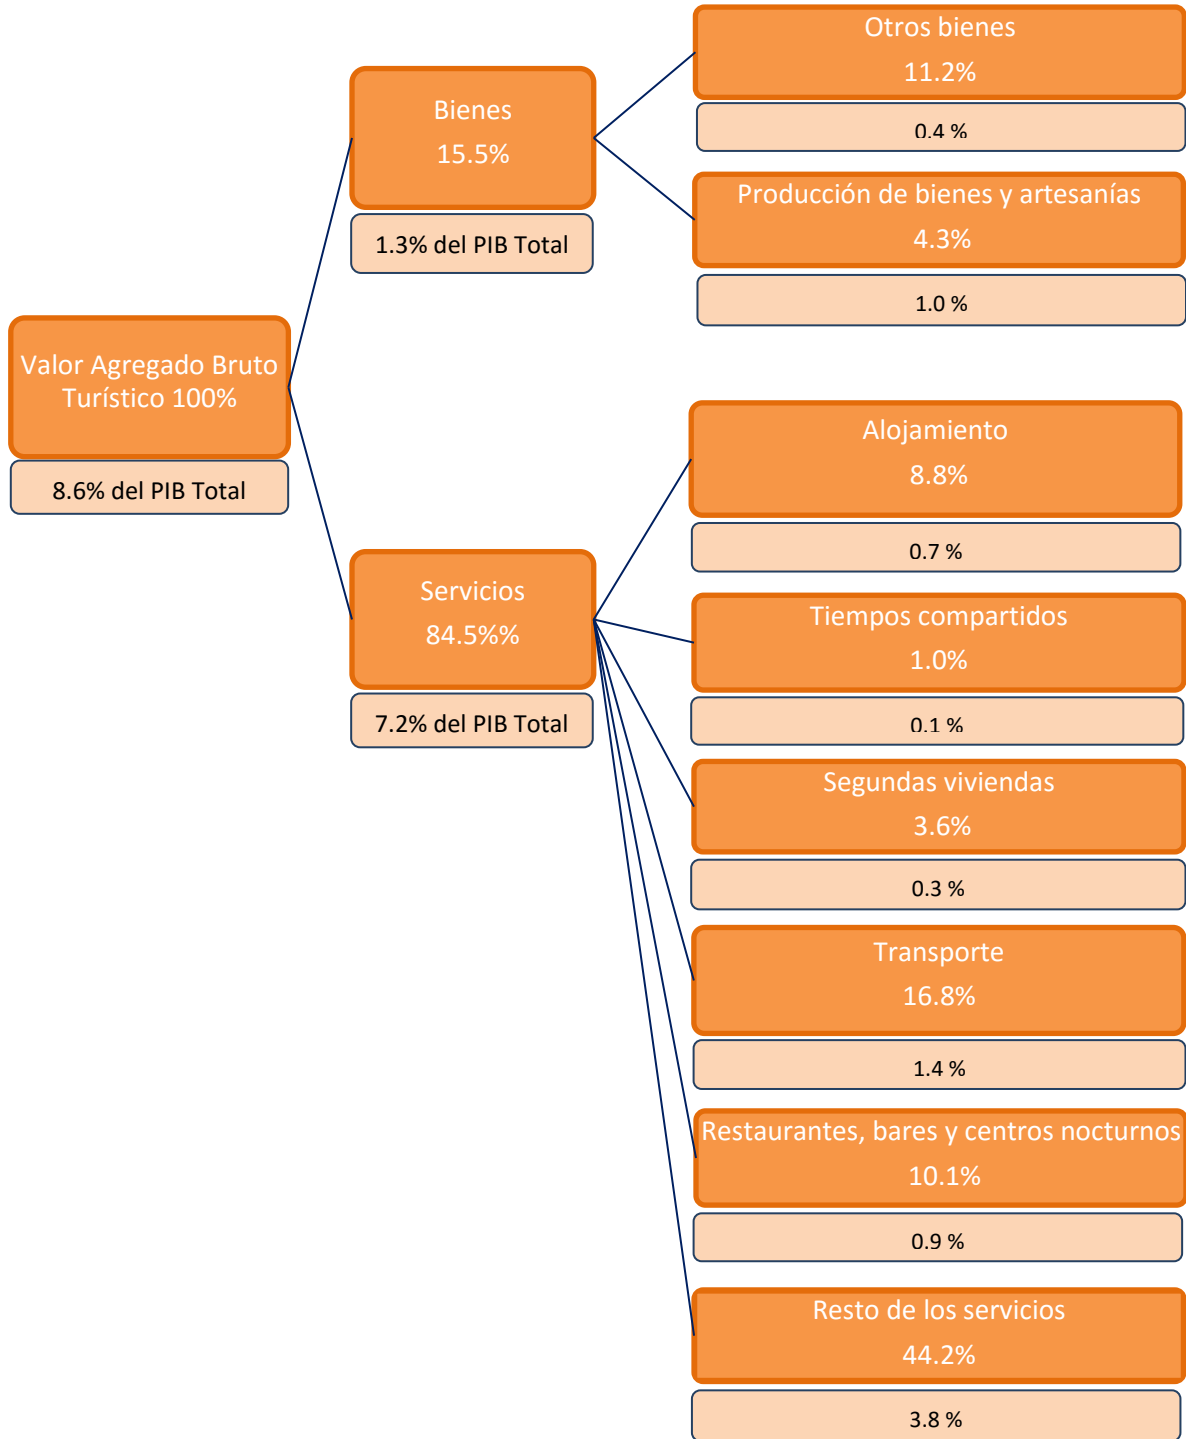 Valor Agregado Bruto
Turístico 100%
8.6% del PIB Total
Bienes
15.5%
1.3% del PIB Total
Otros bienes
11.2%
0.4 %
Producción de bienes y artesanías
4.3%
1.0 %
Servicios
84.5%%
7.2% del PIB Total
Alojamiento
8.8%
0.7 %
Tiempos compartidos
1.0%
0.1 %
Segundas viviendas
3.6%
0.3 %
Transporte
16.8%
1.4 %
Restaurantes, bares y centros nocturnos
10.1%
0.9 %
Resto de los servicios
44.2%
3.8 %